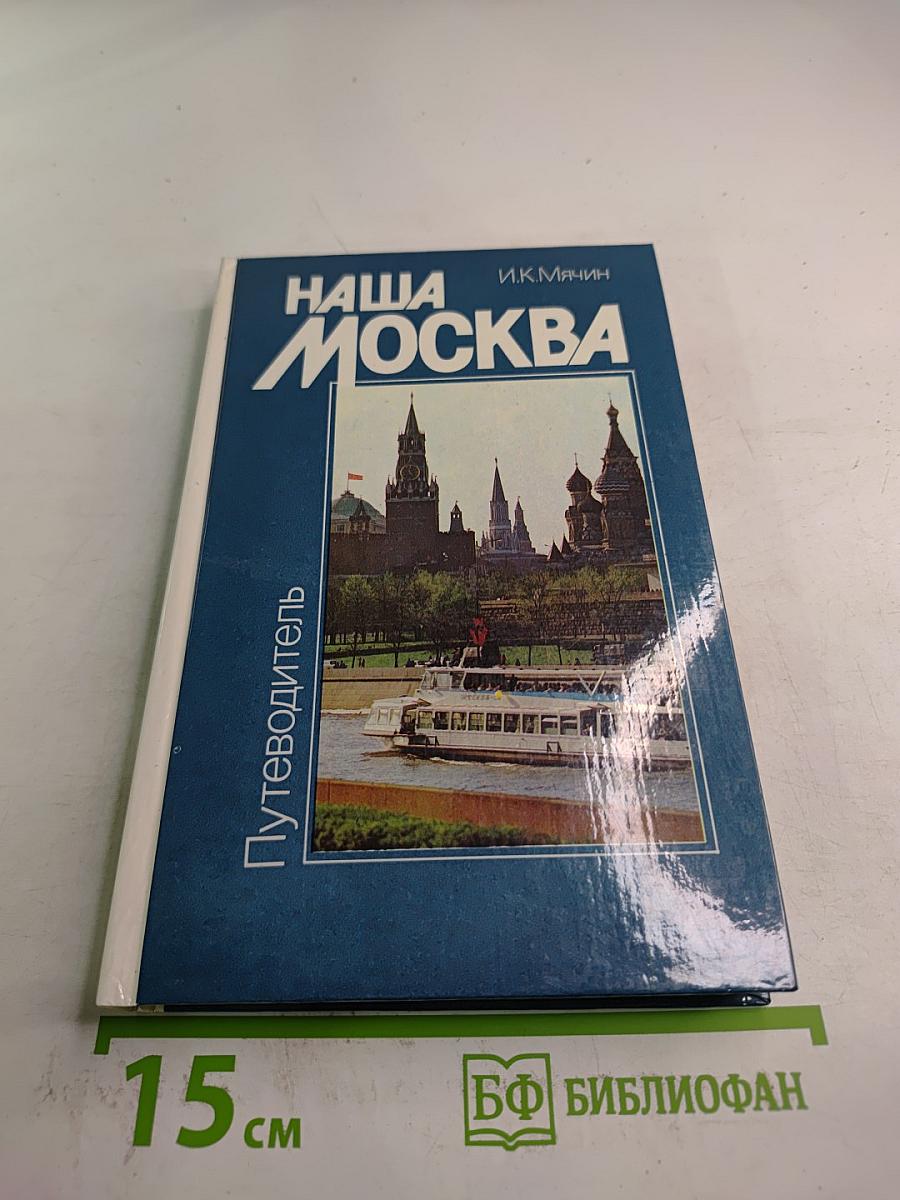 И.К.Мячин
НАША
МОСКВА
Путеводитель
15 см
БФ БИБЛИОФАН